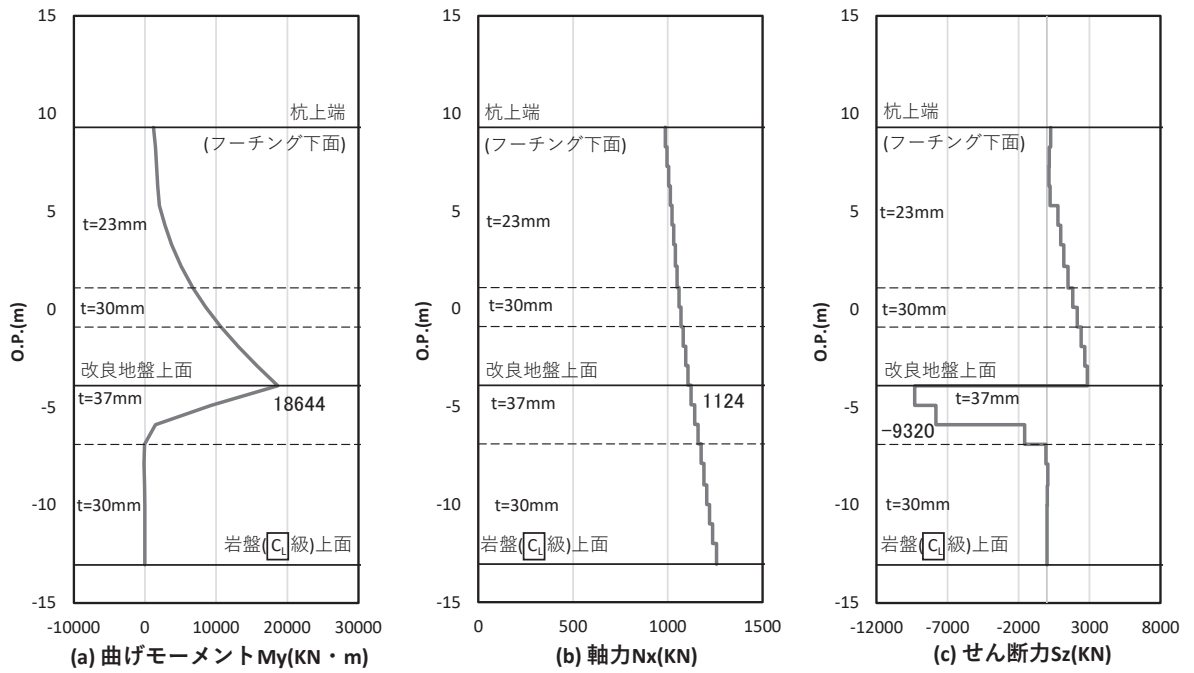 15
10
5
0
-5
-10
-15
O.P.(m)
杭上端
(フーチング下面)
t=23mm
t=30mm
改良地盤上面
t=37mm
18644
t=30mm
岩盤(CL級)上面
-10000 0 10000 20000 30000
(a) 曲げモーメントMy(KN・m)
15
10
5
0
-5
-10
-15
O.P.(m)
杭上端
(フーチング下面)
t=23mm
t=30mm
改良地盤上面
t=37mm
1124
t=30mm
岩盤(CL級)上面
0 500 1000 1500
(b) 軸力Nx(KN)
15
10
5
0
-5
-10
-15
O.P.(m)
杭上端
(フーチング下面)
t=23mm
t=30mm
改良地盤上面
t=37mm
-9320
t=30mm
岩盤(CL級)上面
-12000 -7000 -2000 3000 8000
(c) せん断力Sz(KN)